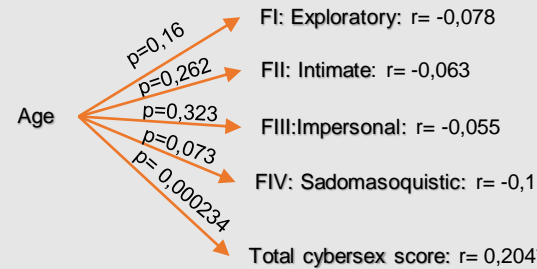 FI: Exploratory: r= -0,078
p=0,16
p=0,262
FII: Intimate: r= -0,063
Age
p=0,323
FIII:Impersonal: r= -0,055
p=0,073
FIV: Sadomasoquistic: r= -0,1
p= 0,000234
Total cybersex score: r= 0,204